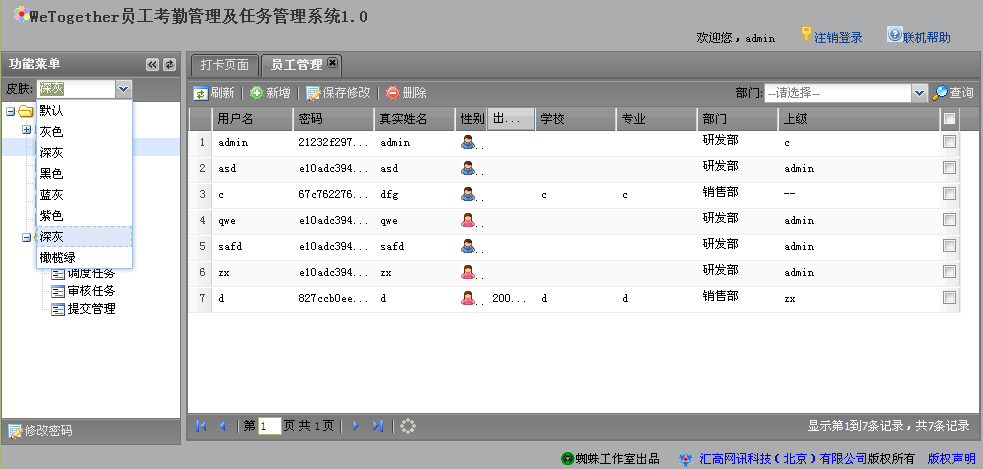 WeTogether员工考勤管理及任务管理系统1.0
欢迎您，admin 注销登录 联机帮助
功能菜单
皮肤: 深灰
默认
灰色
深灰
黑色
蓝灰
紫色
深灰
橄榄绿
调度任务
审核任务
提交管理
修改密码
打卡页面 员工管理
刷新 新增 保存修改 删除 部门: --请选择-- 查询
用户名 密码 真实姓名 性别 出... 学校 专业 部门 上级
1 admin 21232f297... admin .. 研发部 c
2 asd e10adc394... asd .. 研发部 admin
3 c 67c762276... dfg .. c c 销售部 --
4 qwe e10adc394... qwe .. 研发部 admin
5 safd e10adc394... safd .. 研发部 admin
6 zx e10adc394... zx .. 研发部 admin
7 d 827ccb0ee... d .. 200... d d 销售部 zx
第 1 页 共 1 页 显示第1到7条记录，共7条记录
蜘蛛工作室出品 汇高网讯科技（北京）有限公司版权所有 版权声明